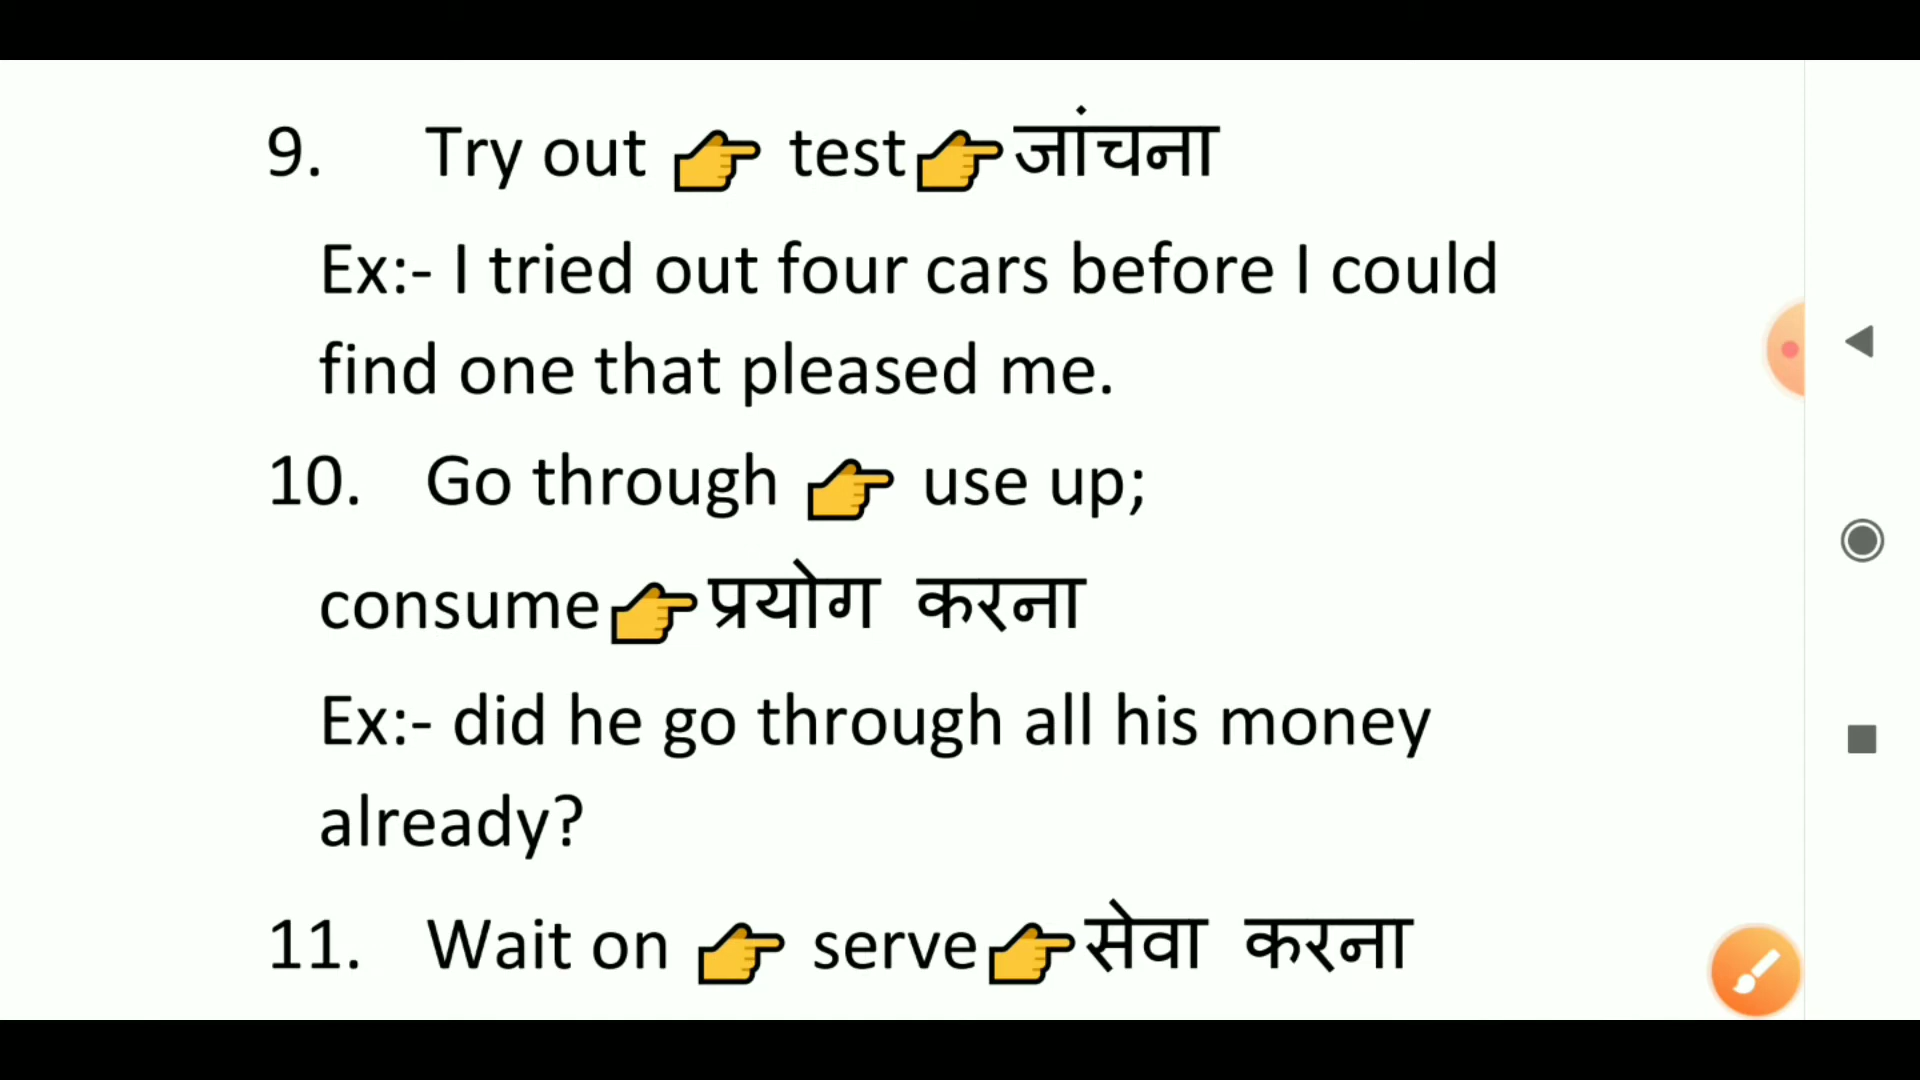 9. Try out 👉 test👉जांचना
Ex:- I tried out four cars before I could
find one that pleased me.
10. Go through 👉 use up;
consume👉प्रयोग करना
Ex:- did he go through all his money
already?
11. Wait on 👉 serve👉सेवा करना